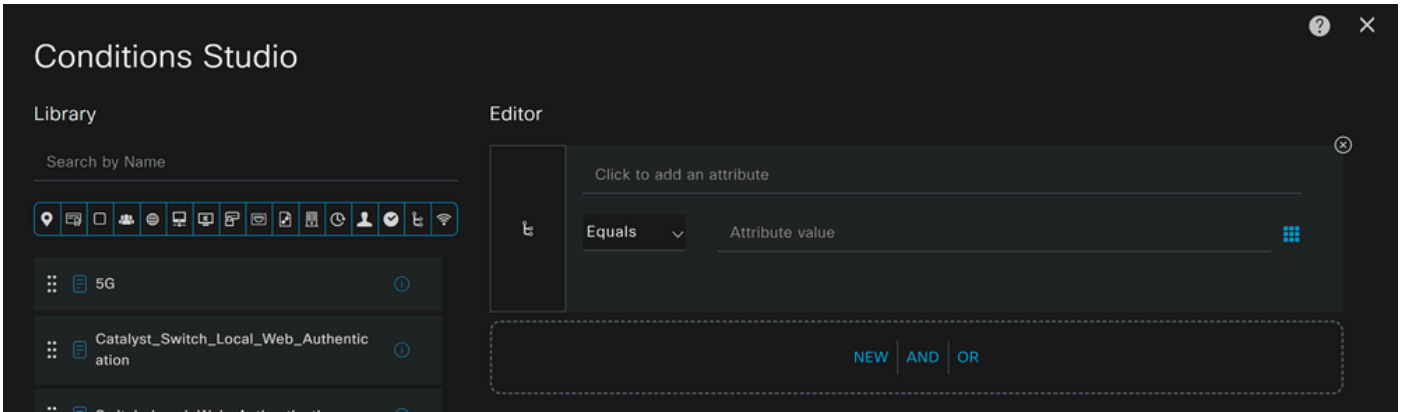 Conditions Studio
Library
Search by Name
5G
Catalyst_Switch_Local_Web_Authentic
ation
Editor
Click to add an attribute
Equals
Attribute value
NEW AND OR